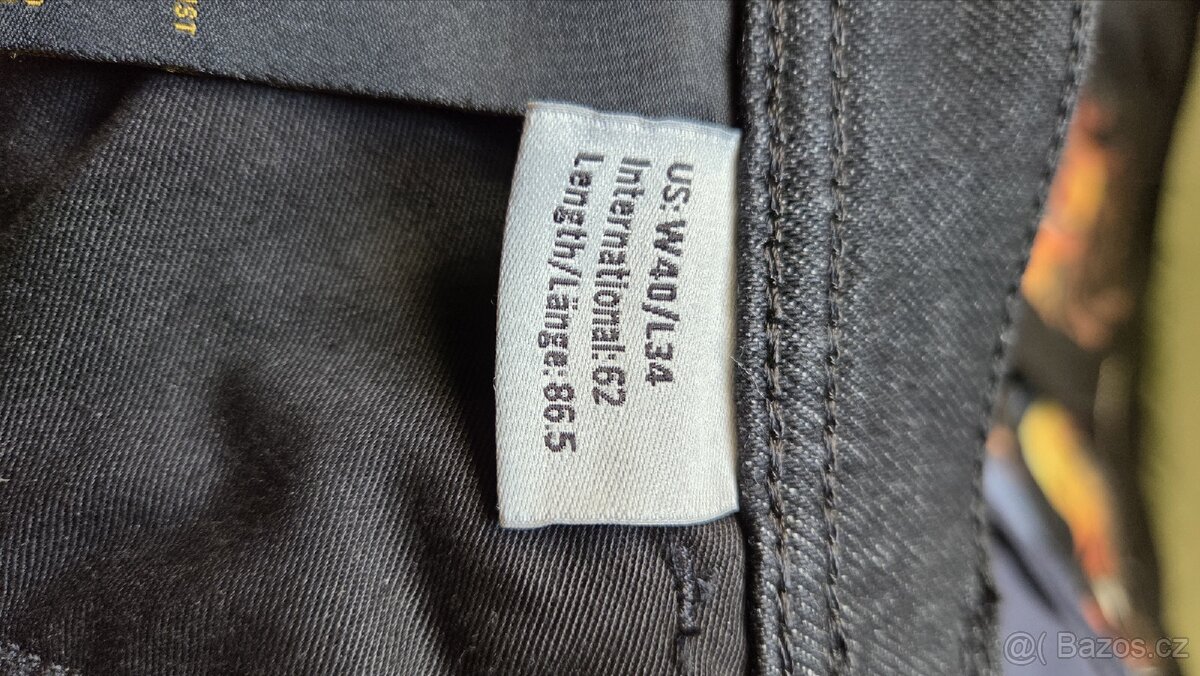 US: W40/L34
International: 62
Length/Länge: 86.5
@( Bazos.cz